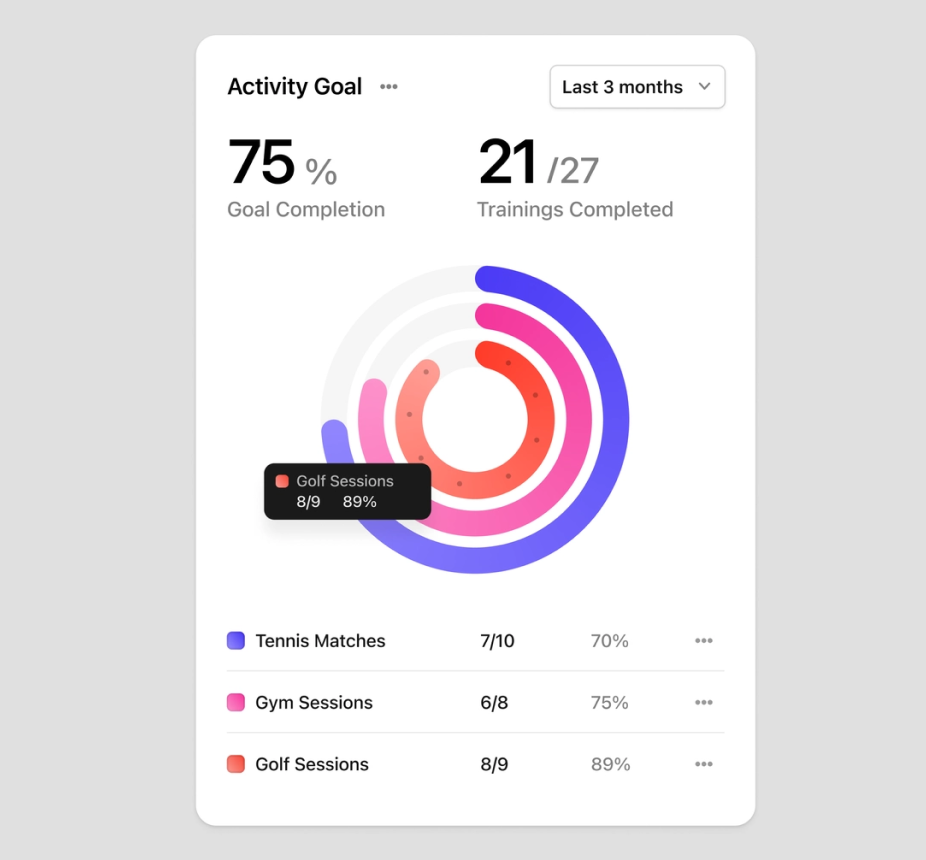 Activity Goal
Last 3 months
75 %
21 /27
Goal Completion
Trainings Completed
Golf Sessions
8/9 89%
Tennis Matches 7/10 70%
Gym Sessions 6/8 75%
Golf Sessions 8/9 89%